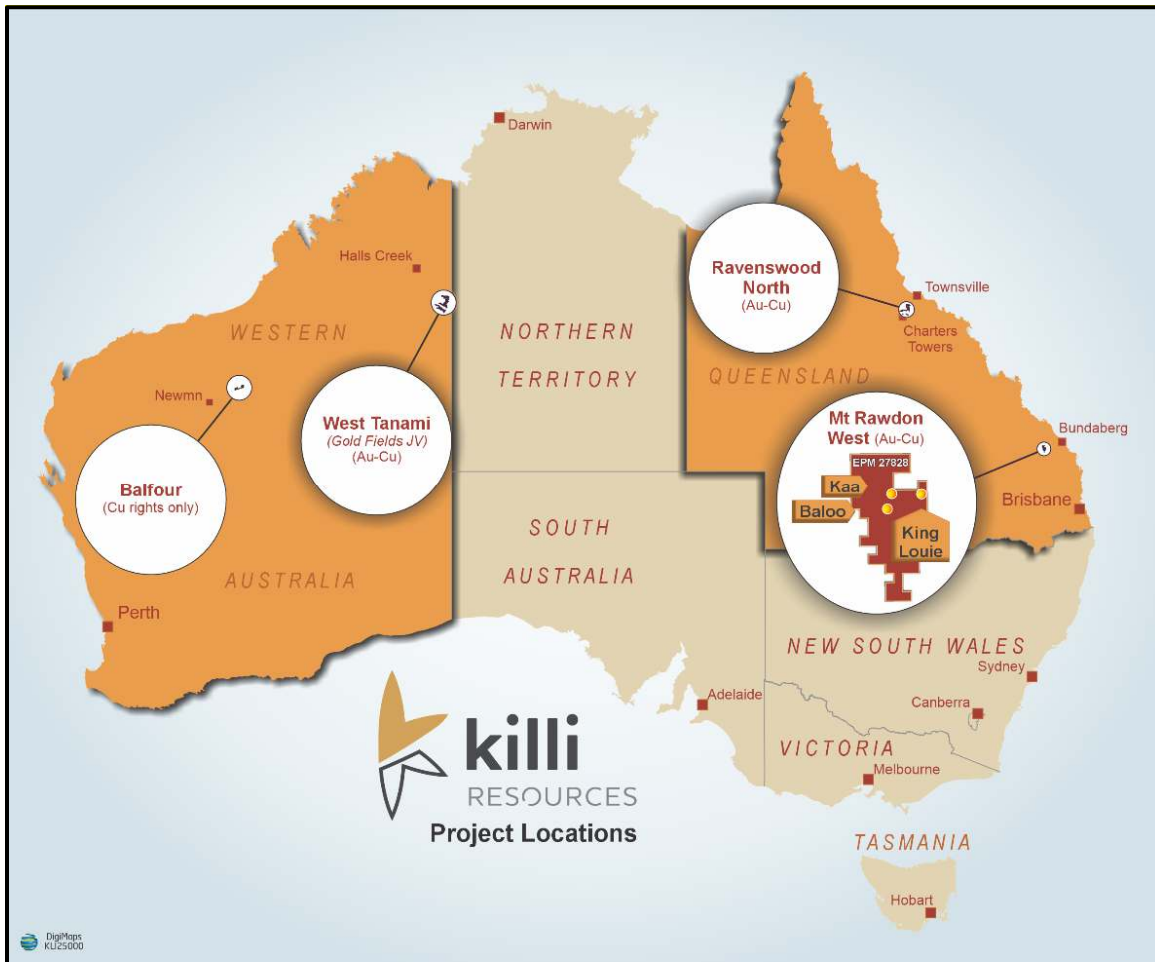 Darwin
Halls Creek
WESTERN
AUSTRALIA
Newmn
Balfour
(Cu rights only)
West Tanami
(Gold Fields JV)
(Au-Cu)
Perth
NORTHERN
TERRITORY
SOUTH
AUSTRALIA
Ravenswood
North
(Au-Cu)
Townsville
Charters
Towers
QUEENSLAND
Mt Rawdon
West (Au-Cu)
EPM 27828
Kaa
Baloo
King
Louie
Bundaberg
Brisbane
NEW SOUTH WALES
Sydney
Canberra
Adelaide
VICTORIA
Melbourne
TASMANIA
Hobart
killi
RESOURCES
Project Locations
DigiMaps
KLI25000